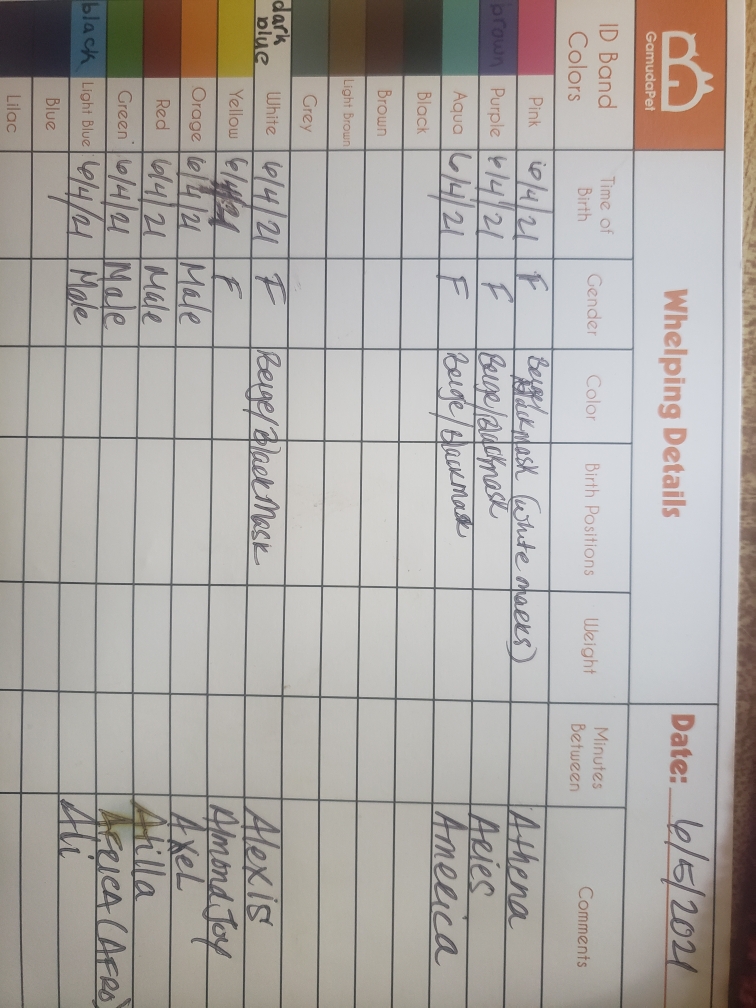 GamudaPet
Whelping Details
Date: 6/5/2021
ID Band Colors
Time of Birth
Gender
Color
Birth Positions
Weight
Minutes Between
Comments
Pink 6/4/21 F Beige/ Blackmask (white marks) Athena
brown Purple 6/4/21 F Beige/Blackmask Aries
Aqua 6/4/21 F Beige/Blackmask America
Black
Brown
Light Brown
Grey
dark blue White 6/4/21 F Beige/BlackMask Alexis
Yellow 6/4/21 F Almond Joy
Orage 6/4/21 Male Axel
Red 6/4/21 Male Atilla
Green 6/4/21 Male AFRICA (AFRO)
black Light Blue 6/4/21 Male Ali
Blue
Lilac